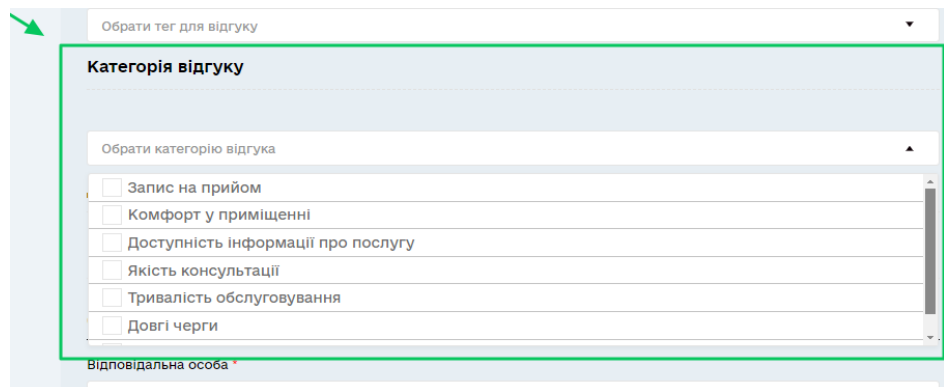 Обрати тег для відгуку
Категорія відгуку
Обрати категорію відгука
Запис на прийом
Комфорт у приміщенні
Доступність інформації про послугу
Якість консультації
Тривалість обслуговування
Довгі черги
Відповідальна особа *